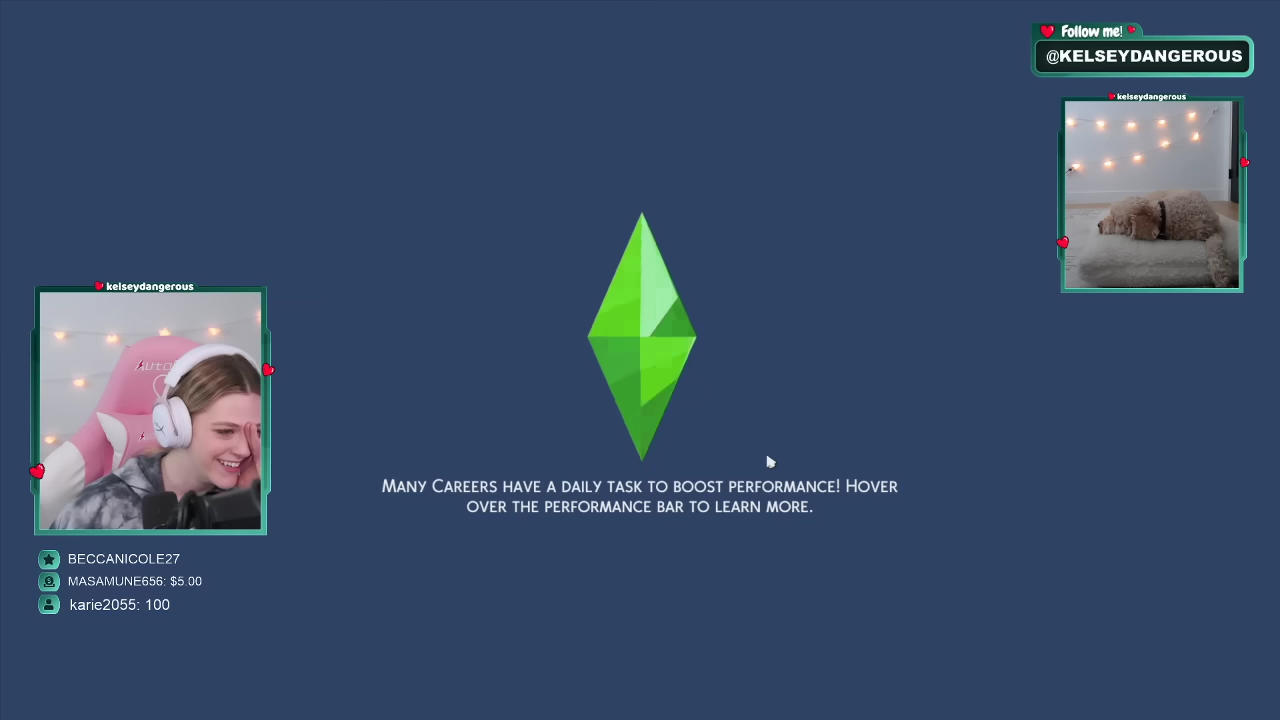 Follow me!
@KELSEYDANGEROUS
kelseydangerous
kelseydangerous
MANY CAREERS HAVE A DAILY TASK TO BOOST PERFORMANCE! HOVER
OVER THE PERFORMANCE BAR TO LEARN MORE.
BECCANICOLE27
MASAMUNE656: $5.00
karie2055: 100